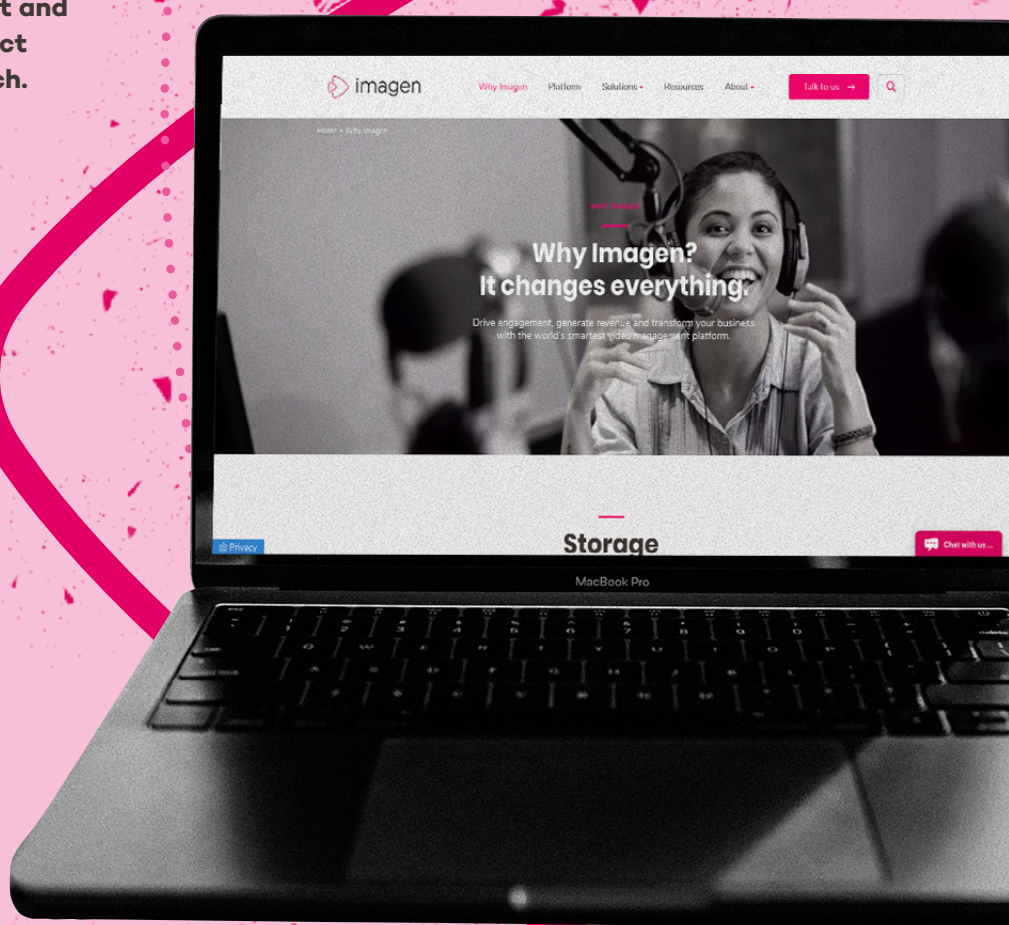 t and
ct
ch.
imagen
Why Imagen Platform Solutions Resources About Talk to us →
Home > Why Imagen
Why Imagen?
It changes everything.
Drive engagement, generate revenue and transform your business
with the world's smartest video management platform.
Storage
Privacy
Chat with us...
MacBook Pro
esc
delete
Q W E R T Y U I O P